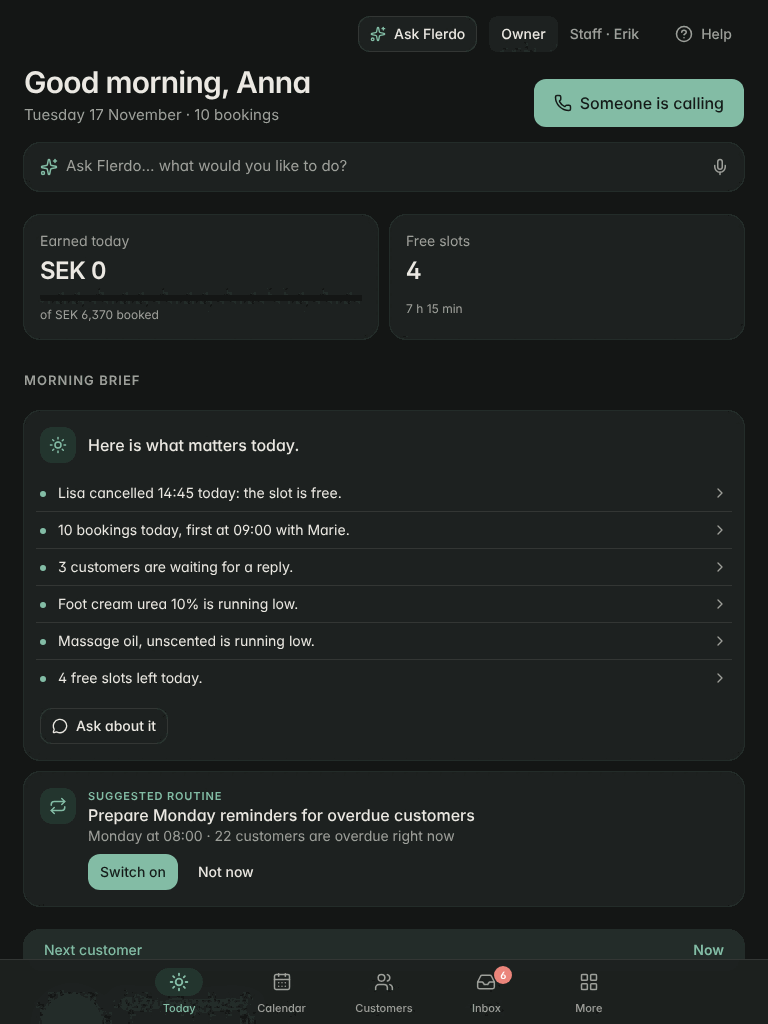 Ask Flerdo
Owner
Staff · Erik
Help
Good morning, Anna
Tuesday 17 November · 10 bookings
Someone is calling
Ask Flerdo... what would you like to do?
Earned today
SEK 0
of SEK 6,370 booked
Free slots
4
7 h 15 min
MORNING BRIEF
Here is what matters today.
Lisa cancelled 14:45 today: the slot is free.
10 bookings today, first at 09:00 with Marie.
3 customers are waiting for a reply.
Foot cream urea 10% is running low.
Massage oil, unscented is running low.
4 free slots left today.
Ask about it
SUGGESTED ROUTINE
Prepare Monday reminders for overdue customers
Monday at 08:00 · 22 customers are overdue right now
Switch on
Not now
Next customer
Now
Today
Calendar
Customers
6
Inbox
More